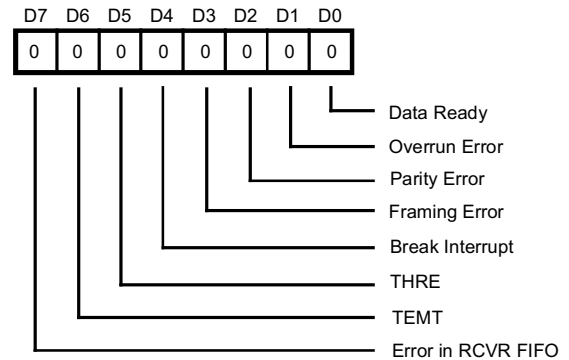 D7 D6 D5 D4 D3 D2 D1 D0
0 0 0 0 0 0 0 0
Data Ready
Overrun Error
Parity Error
Framing Error
Break Interrupt
THRE
TEMT
Error in RCVR FIFO